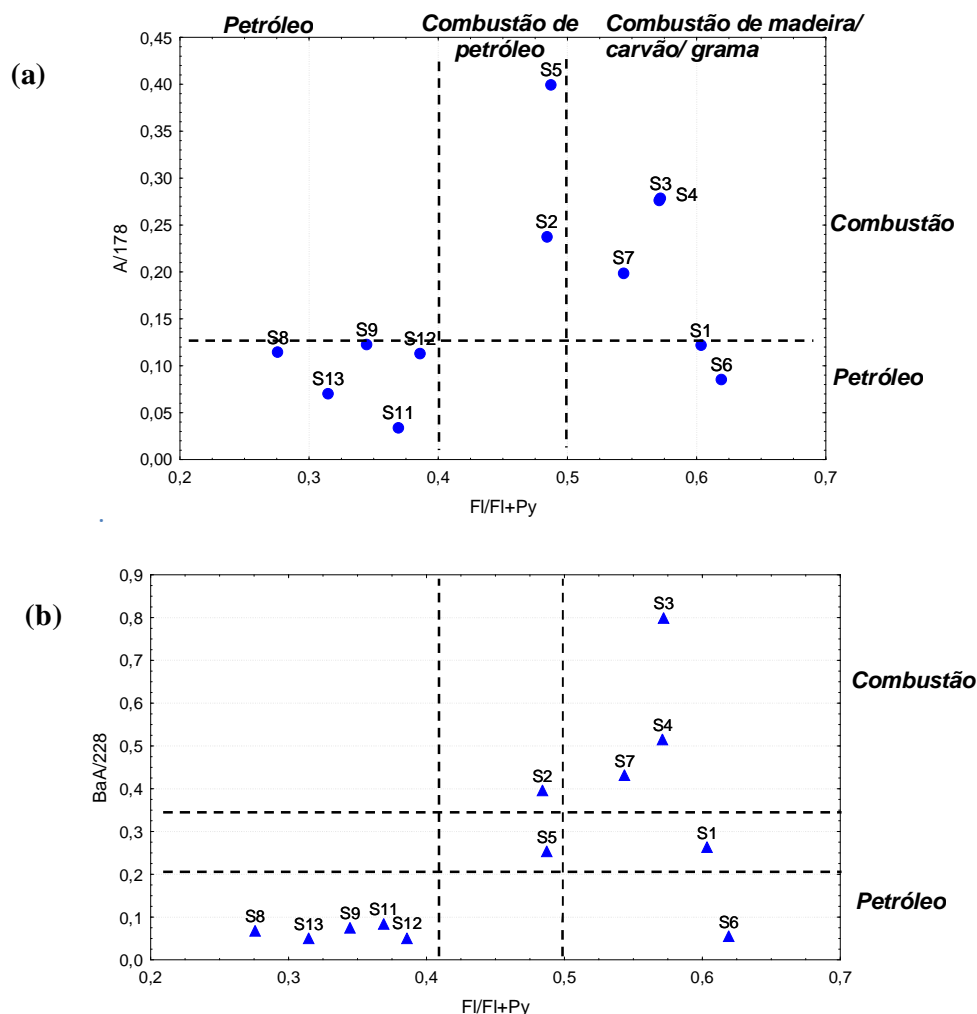 Petróleo
Combustão de
petróleo
Combustão de madeira/
carvão/ grama
(a)
0,45
0,40
0,35
0,30
0,25
0,20
0,15
0,10
0,05
0,00
A/178
S5
S3
S4
S2
S7
S8
S9
S12
S1
S13
S6
S11
Combustão
Petróleo
0,2 0,3 0,4 0,5 0,6 0,7
Fl/Fl+Py
(b)
0,9
0,8
0,7
0,6
0,5
0,4
0,3
0,2
0,1
0,0
BaA/228
S3
S4
S7
S2
S1
S5
S8
S13
S9
S11
S12
S6
Combustão
Petróleo
0,2 0,3 0,4 0,5 0,6 0,7
Fl/Fl+Py